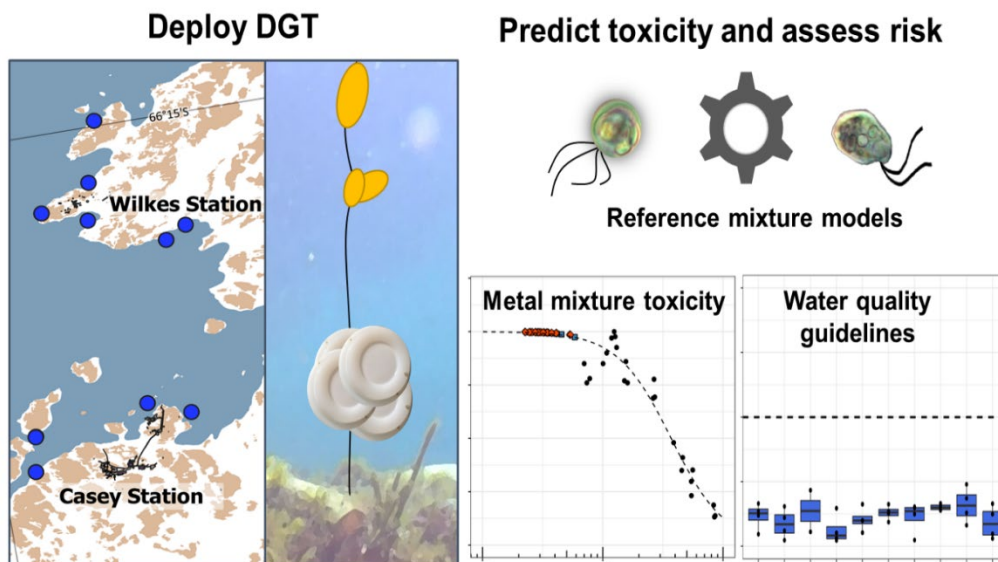 Deploy DGT
Predict toxicity and assess risk
66°15'S
Wilkes Station
Casey Station
Reference mixture models
Metal mixture toxicity
Water quality
guidelines